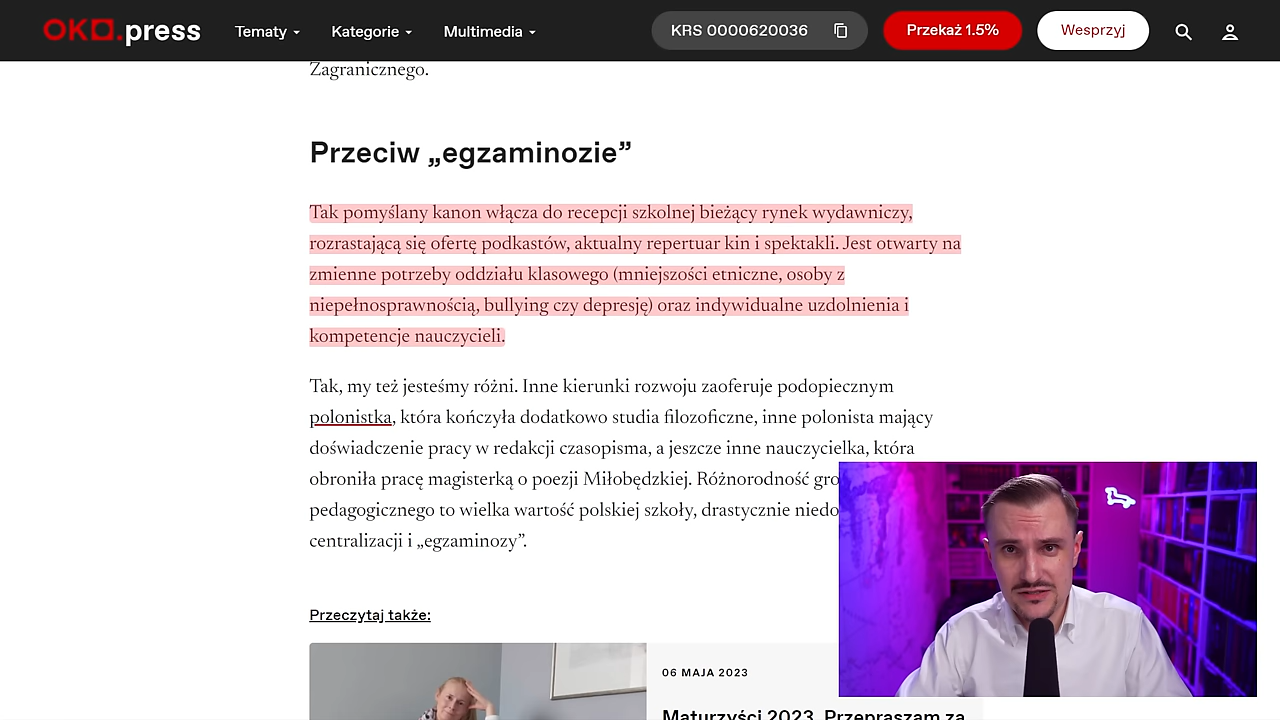 OKO.press
Tematy
Kategorie
Multimedia
KRS 0000620036
Przekaż 1.5%
Wesprzyj
Zagranicznego.
Przeciw „egzaminozie”
Tak pomyślany kanon włącza do recepcji szkolnej bieżący rynek wydawniczy,
rozrastającą się ofertę podkastów, aktualny repertuar kin i spektakli. Jest otwarty na
zmienne potrzeby oddziału klasowego (mniejszości etniczne, osoby z
niepełnosprawnością, bullying czy depresję) oraz indywidualne uzdolnienia i
kompetencje nauczycieli.
Tak, my też jesteśmy różni. Inne kierunki rozwoju zaoferuje podopiecznym
polonistka, która kończyła dodatkowo studia filozoficzne, inne polonista mający
doświadczenie pracy w redakcji czasopisma, a jeszcze inne nauczycielka, która
obroniła pracę magisterką o poezji Miłobędzkiej. Różnorodność
pedagogicznego to wielka wartość polskiej szkoły, drastycznie
centralizacji i „egzaminozy”.
Przeczytaj także:
06 MAJA 2023
Maturzyści 2023. Przepraszam za